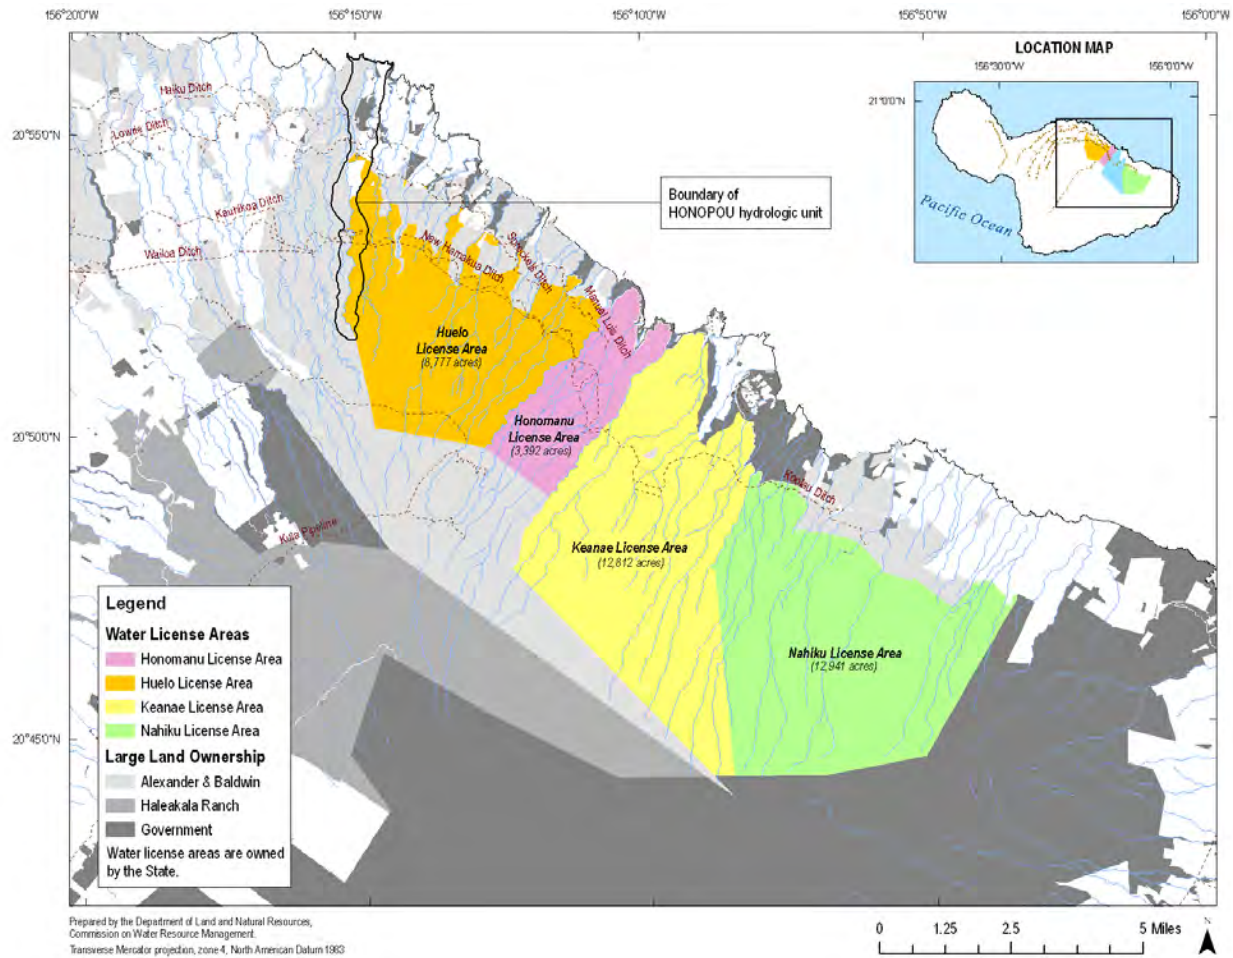 156°20'0"W
156°15'0"W
156°10'0"W
156°5'0"W
156°0'0"W
LOCATION MAP
156°30'0"W
156°0'0"W
21°0'0"N
Pacific Ocean
20°55'0"N
20°50'0"N
20°45'0"N
Haiku Ditch
Lowrie Ditch
Kauhikoa Ditch
Wailoa Ditch
New Hamakua Ditch
Spreckels Ditch
Manuel Luis Ditch
Koolau Ditch
Kula Pipeline
Boundary of
HONOPOU hydrologic unit
Huelo
License Area
(8,777 acres)
Honomanu
License Area
(3,392 acres)
Keanae License Area
(12,812 acres)
Nahiku License Area
(12,941 acres)
Legend
Water License Areas
Honomanu License Area
Huelo License Area
Keanae License Area
Nahiku License Area
Large Land Ownership
Alexander & Baldwin
Haleakala Ranch
Government
Water license areas are owned
by the State.
Prepared by the Department of Land and Natural Resources,
Commission on Water Resource Management.
Transverse Mercator projection, zone 4, North American Datum 1983
0 1.25 2.5 5 Miles
N